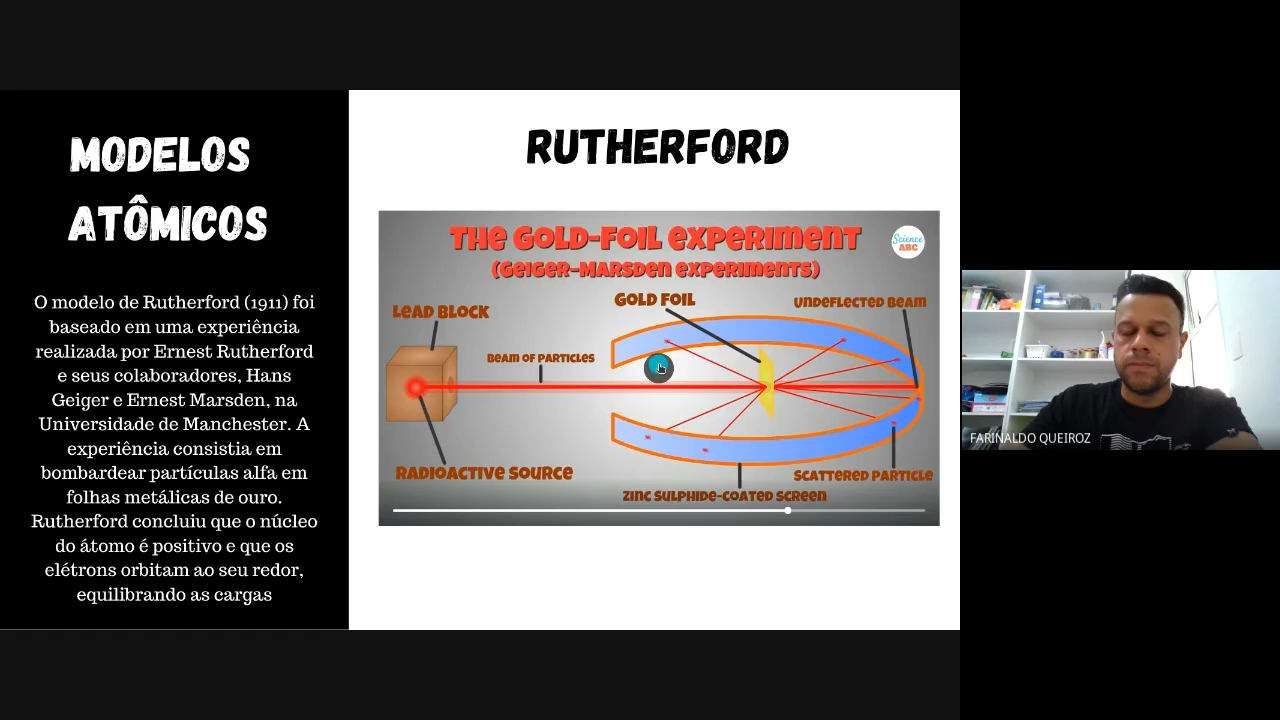 MODELOS
ATÔMICOS
O modelo de Rutherford (1911) foi
baseado em uma experiência
realizada por Ernest Rutherford
e seus colaboradores, Hans
Geiger e Ernest Marsden, na
Universidade de Manchester. A
experiência consistia em
bombardear partículas alfa em
folhas metálicas de ouro.
Rutherford concluiu que o núcleo
do átomo é positivo e que os
elétrons orbitam ao seu redor,
equilibrando as cargas
RUTHERFORD
THE GOLD-FOIL EXPERIMENT
(GEIGER-MARSDEN EXPERIMENTS)
Science
ABC
LEAD BLOCK
GOLD FOIL
UNDEFLECTED BEAM
BEAM OF PARTICLES
RADIOACTIVE SOURCE
SCATTERED PARTICLE
ZINC SULPHIDE-COATED SCREEN
FARINALDO QUEIROZ